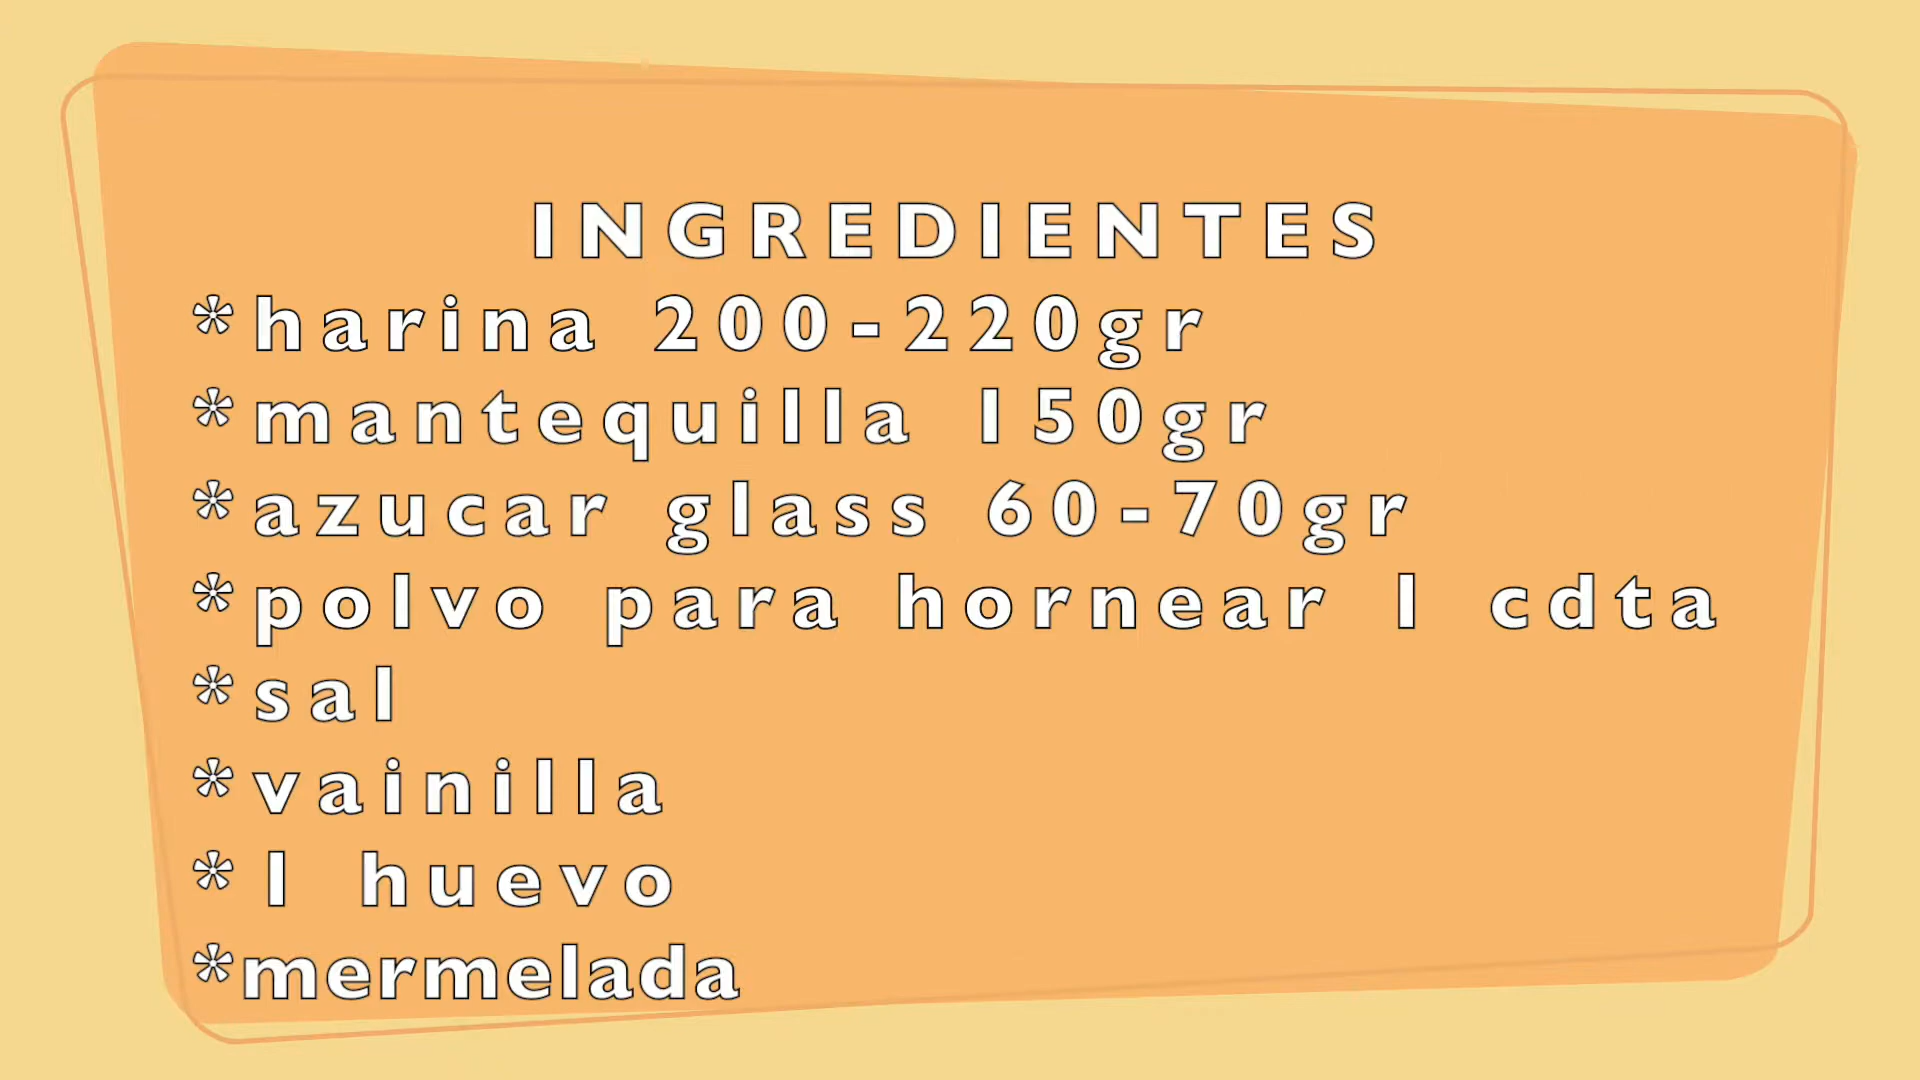 INGREDIENTES
*harina 200-220gr
*mantequilla 150gr
*azucar glass 60-70gr
*polvo para hornear 1 cdta
*sal
*vainilla
*1 huevo
*mermelada